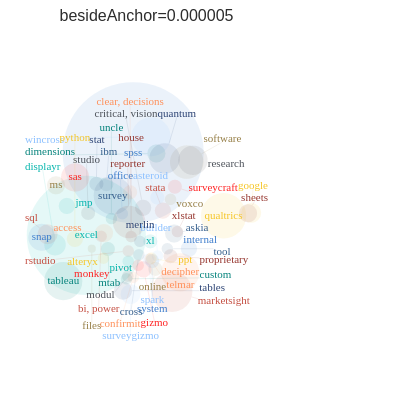 besideAnchor=0.000005
clear, decisions
critical, vision quantum
uncle
wincross python stat house software
dimensions ibm spss
displayr studio reporter research
sas office asteroid
ms stata surveycraft google
survey sheets
jmp voxco
sql xlstat qualtrics
access merlin builder askia
snap excel xl internal
tool
rstudio alteryx pivot ppt proprietary
monkey decipher custom
tableau mtab online telmar tables
modul spark marketsight
bi, power cross system
files confirmit gizmo
surveygizmo